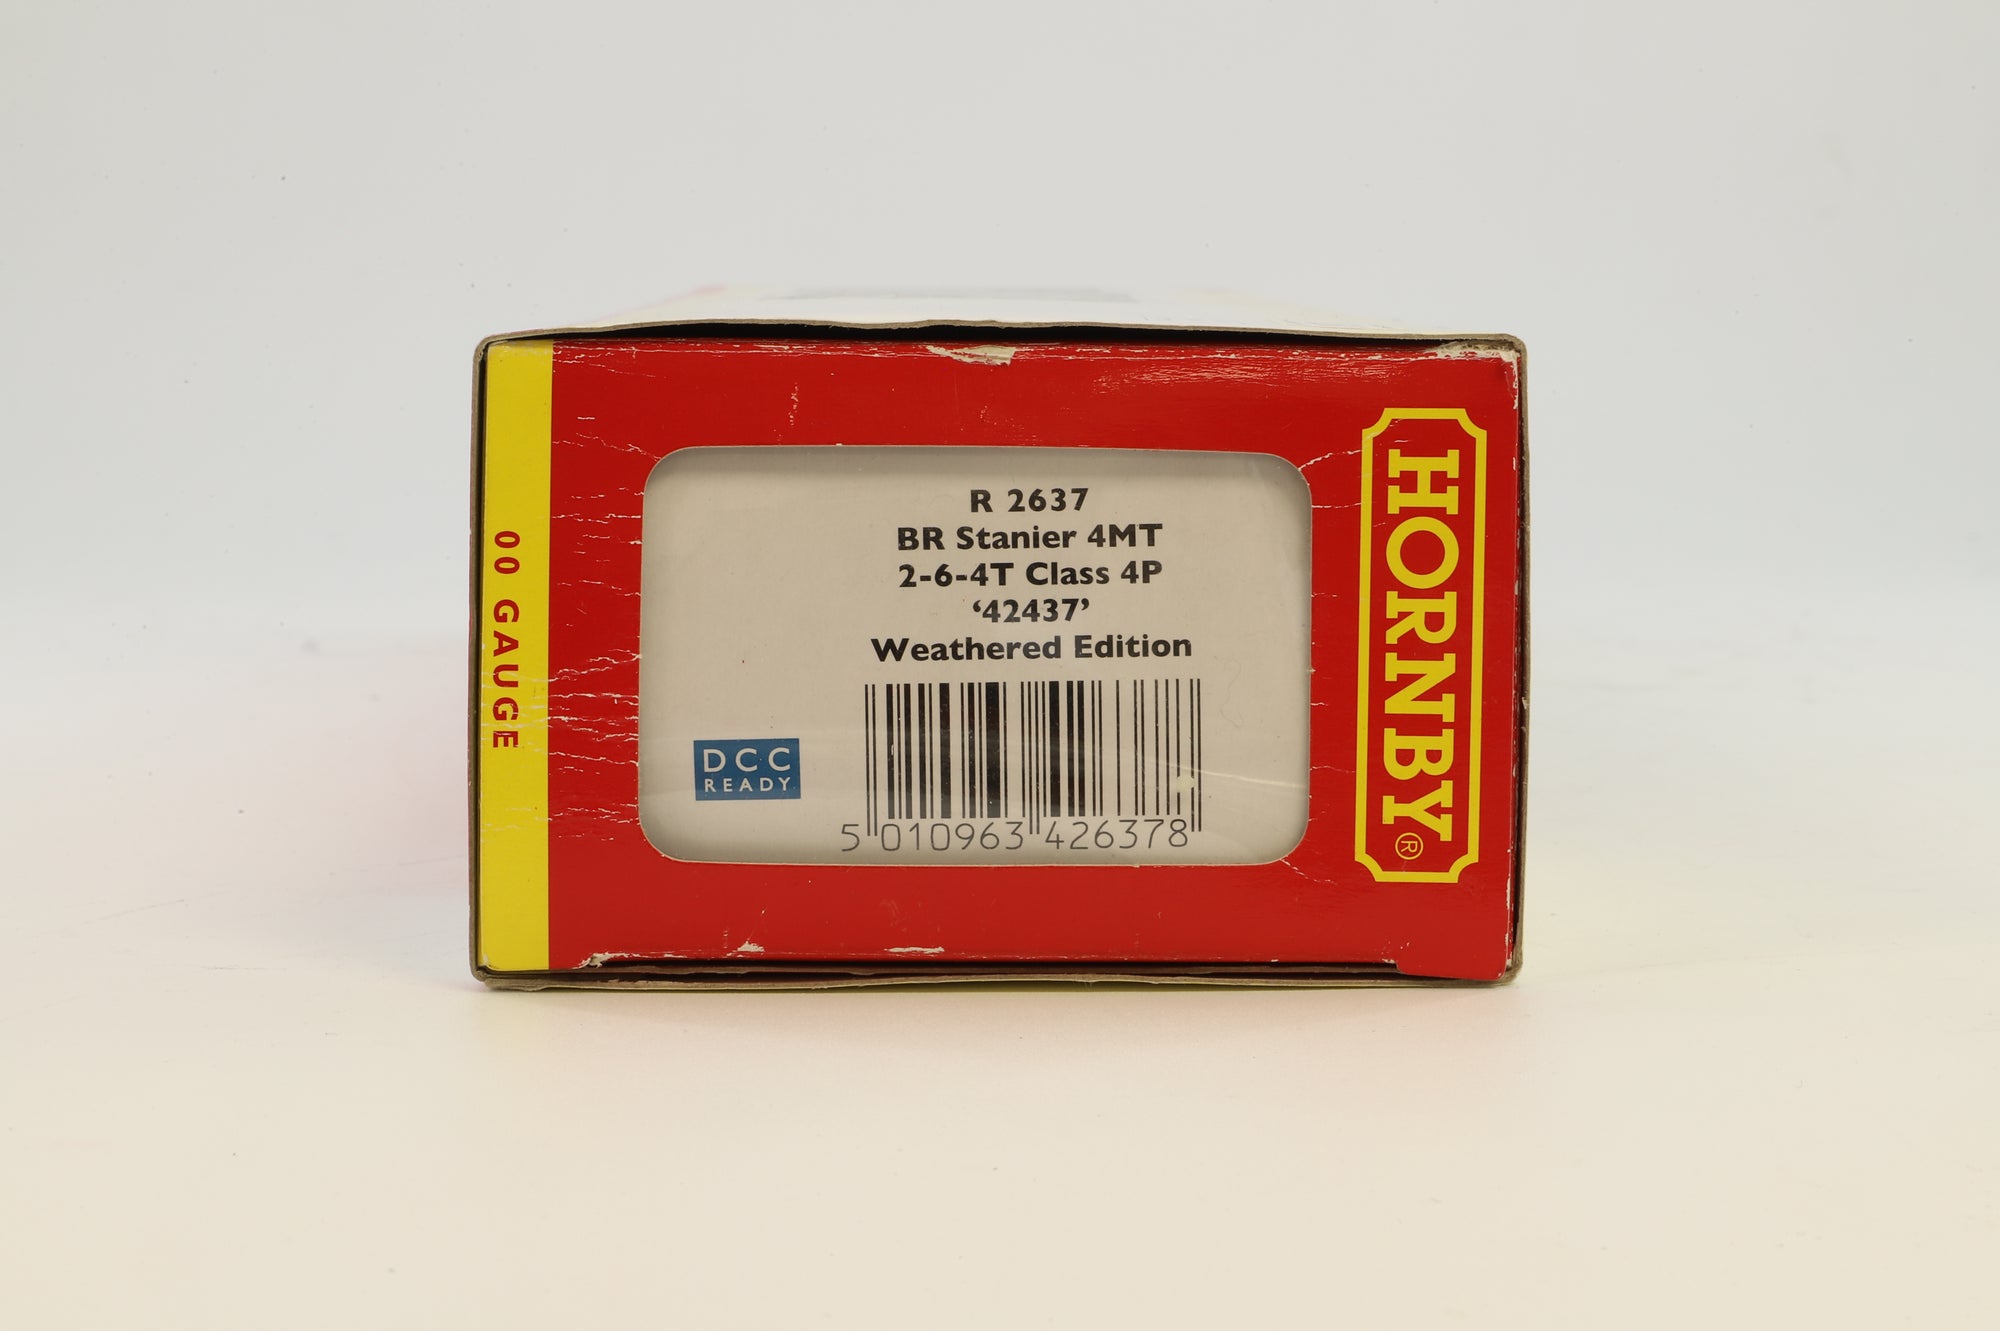 00 GAUGE
R 2637
BR Stanier 4MT
2-6-4T Class 4P
‘42437’
Weathered Edition
DCC
READY
5 010963 426378
HORNBY®